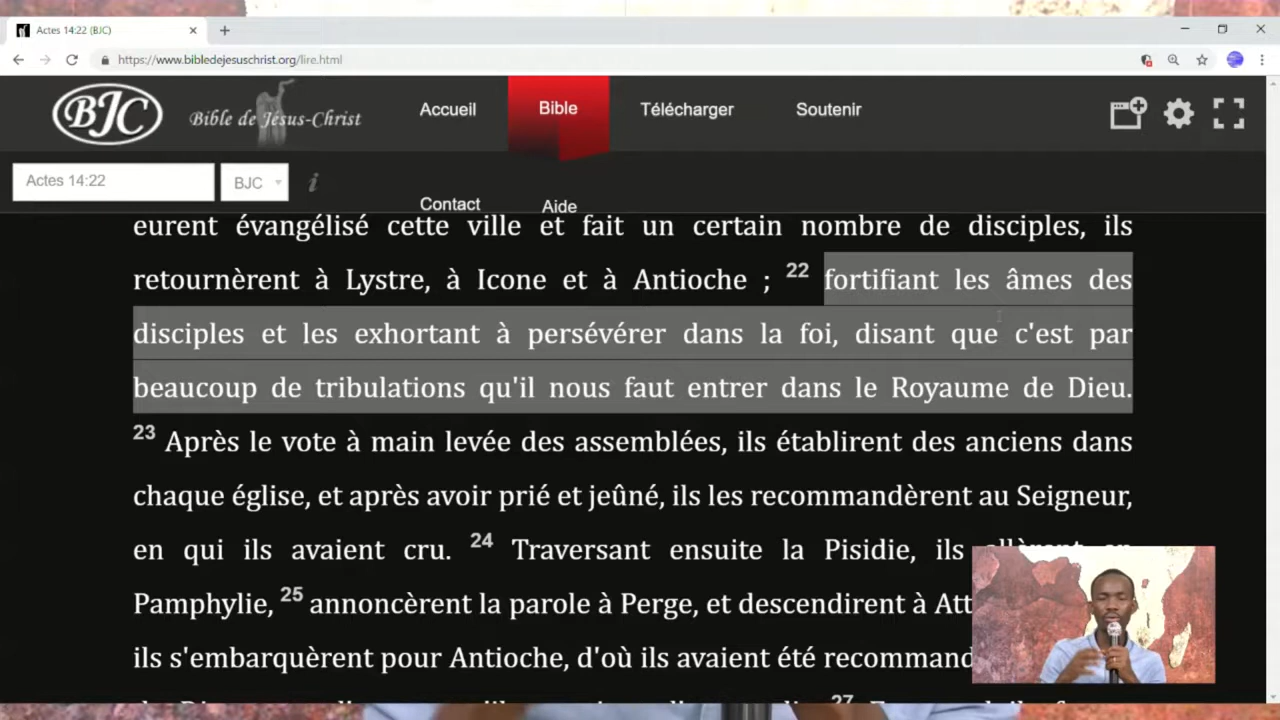 Actes 14:22 (BJC)
https://www.bibledejesuschrist.org/lire.html
BJC
Bible de Jésus-Christ
Accueil
Bible
Télécharger
Soutenir
Actes 14:22
BJC
i
Contact
Aide
eurent évangélisé cette ville et fait un certain nombre de disciples, ils
retournèrent à Lystre, à Icone et à Antioche ; 22 fortifiant les âmes des
disciples et les exhortant à persévérer dans la foi, disant que c'est par
beaucoup de tribulations qu'il nous faut entrer dans le Royaume de Dieu.
23 Après le vote à main levée des assemblées, ils établirent des anciens dans
chaque église, et après avoir prié et jeûné, ils les recommandèrent au Seigneur,
en qui ils avaient cru. 24 Traversant ensuite la Pisidie, ils
Pamphylie, 25 annoncèrent la parole à Perge, et descendirent à Att
ils s'embarquèrent pour Antioche, d'où ils avaient été recommand
27